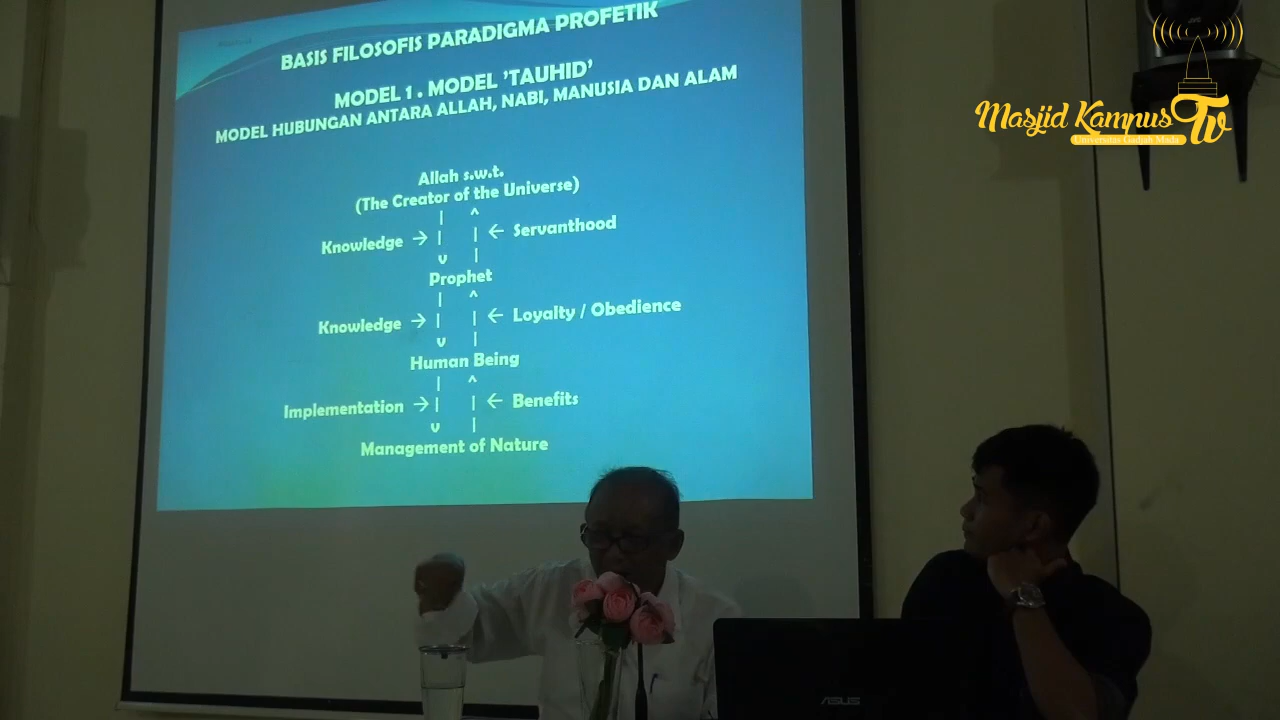 BASIS FILOSOFIS PARADIGMA PROFETIK
MODEL 1 . MODEL 'TAUHID'
MODEL HUBUNGAN ANTARA ALLAH, NABI, MANUSIA DAN ALAM
Allah s.w.t.
(The Creator of the Universe)
| ^
Knowledge → | | ← Servanthood
v |
Prophet
| ^
Knowledge → | | ← Loyalty / Obedience
v |
Human Being
| ^
Implementation → | | ← Benefits
v |
Management of Nature
Masjid Kampus Tv
Universitas Gadjah Mada
JVC
ASUS